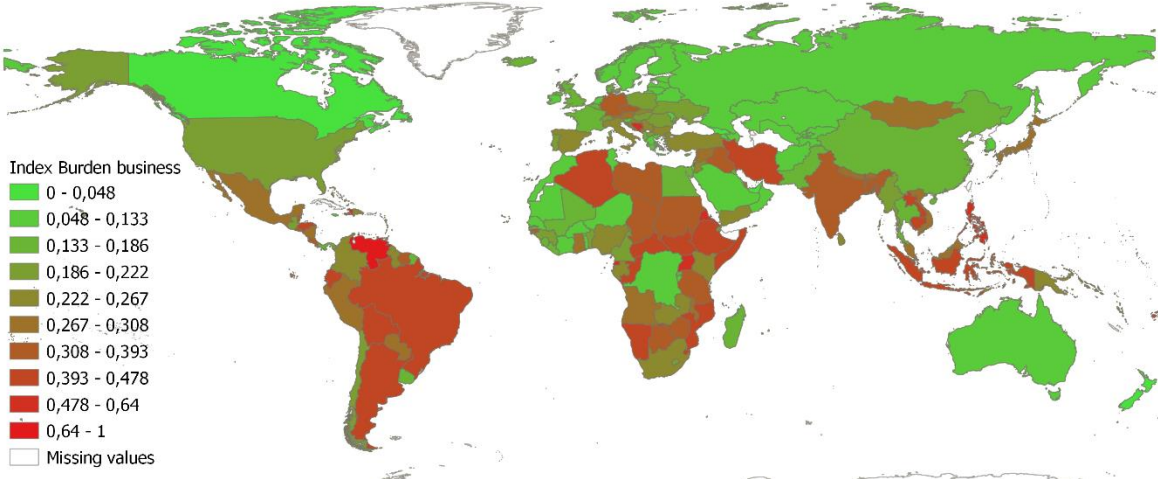 Index Burden business
0 - 0,048
0,048 - 0,133
0,133 - 0,186
0,186 - 0,222
0,222 - 0,267
0,267 - 0,308
0,308 - 0,393
0,393 - 0,478
0,478 - 0,64
0,64 - 1
Missing values